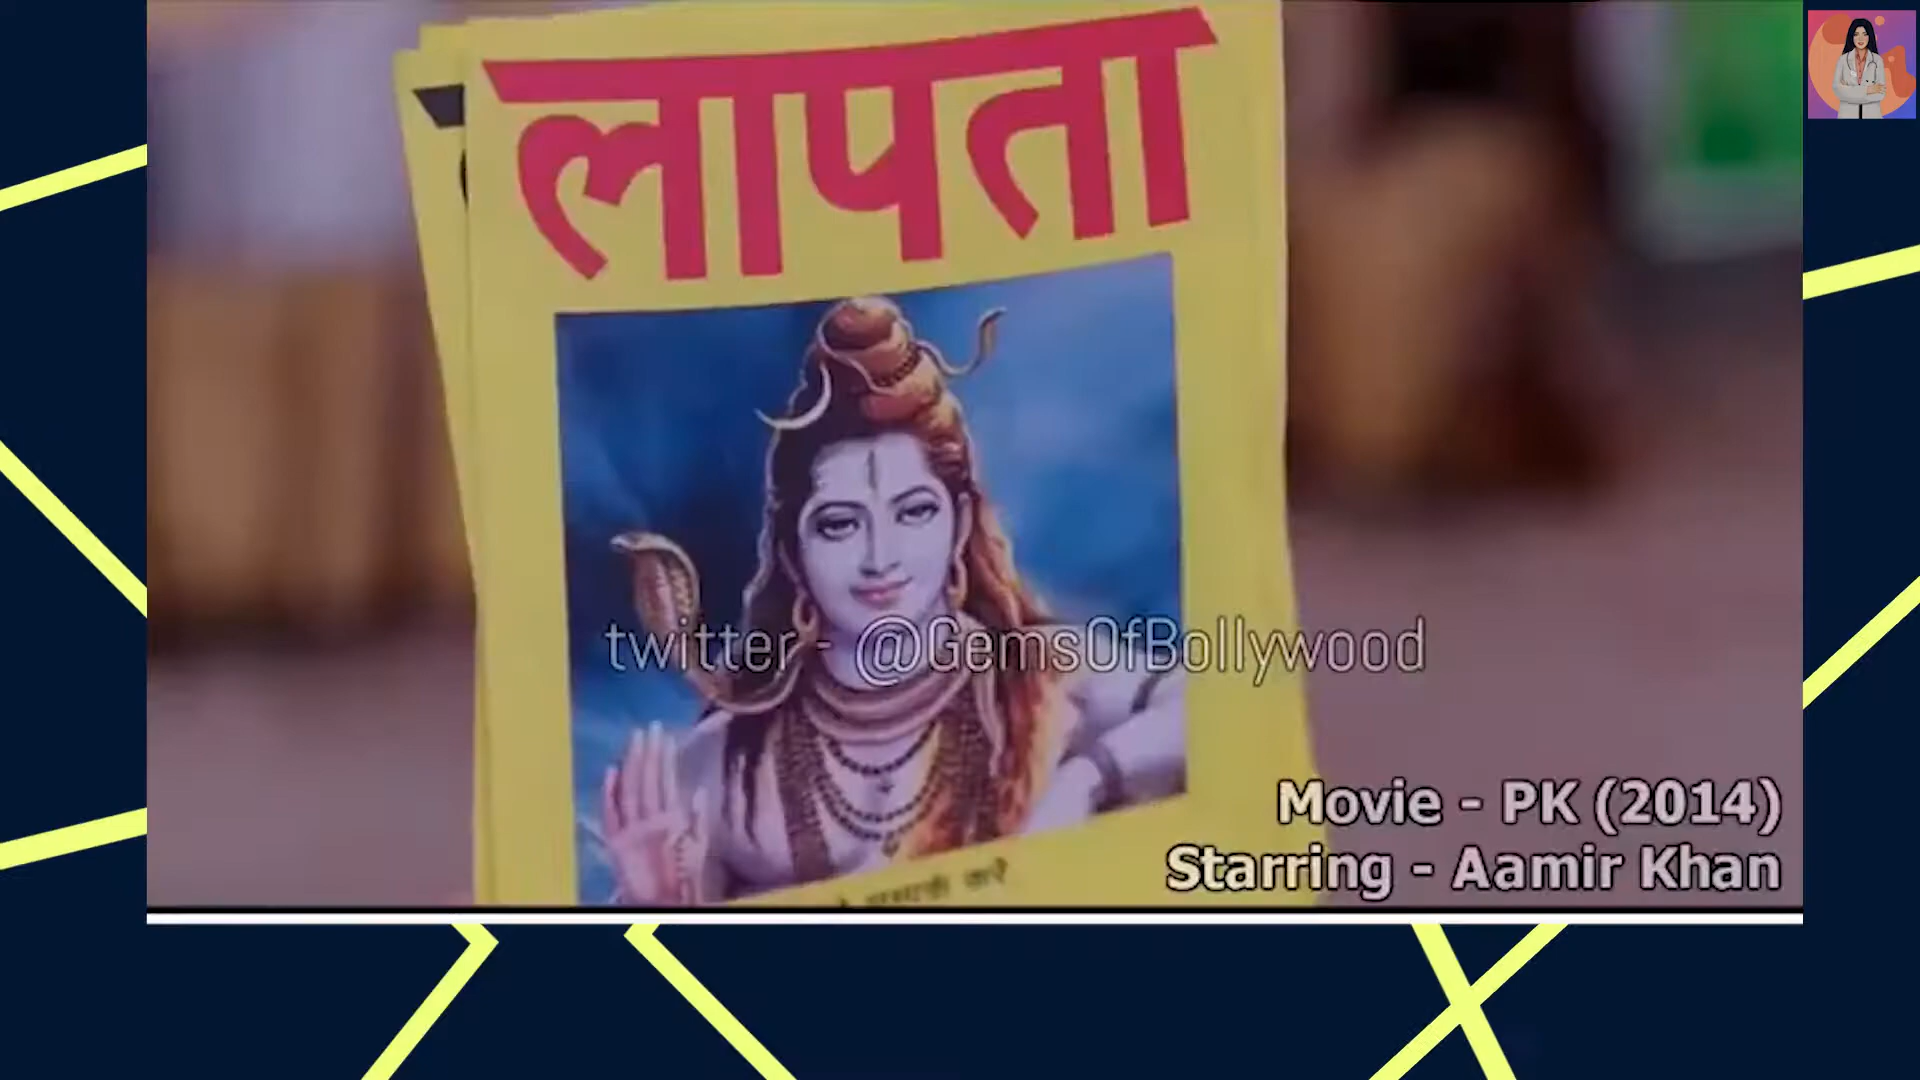 लापता
twitter - @GemsOfBollywood
Movie - PK (2014)
Starring - Aamir Khan